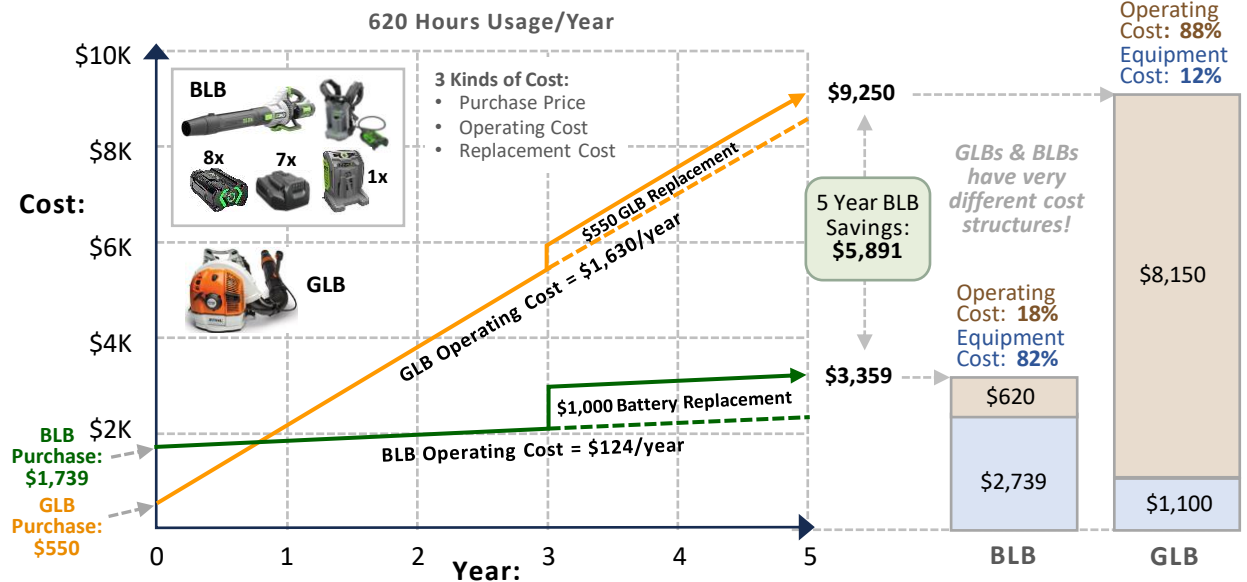 620 Hours Usage/Year
$10K
$8K
Cost:
$6K
$4K
$2K
BLB
8x
7x
1x
GLB
3 Kinds of Cost:
• Purchase Price
• Operating Cost
• Replacement Cost
$550 GLB Replacement
GLB Operating Cost = $1,630/year
$1,000 Battery Replacement
BLB Operating Cost = $124/year
BLB
Purchase:
$1,739
GLB
Purchase:
$550
0
1
2
3
4
5
Year:
$9,250
5 Year BLB
Savings:
$5,891
$3,359
GLBs & BLBs
have very
different cost
structures!
Operating
Cost: 18%
Equipment
Cost: 82%
$620
$2,739
BLB
Operating
Cost: 88%
Equipment
Cost: 12%
$8,150
$1,100
GLB